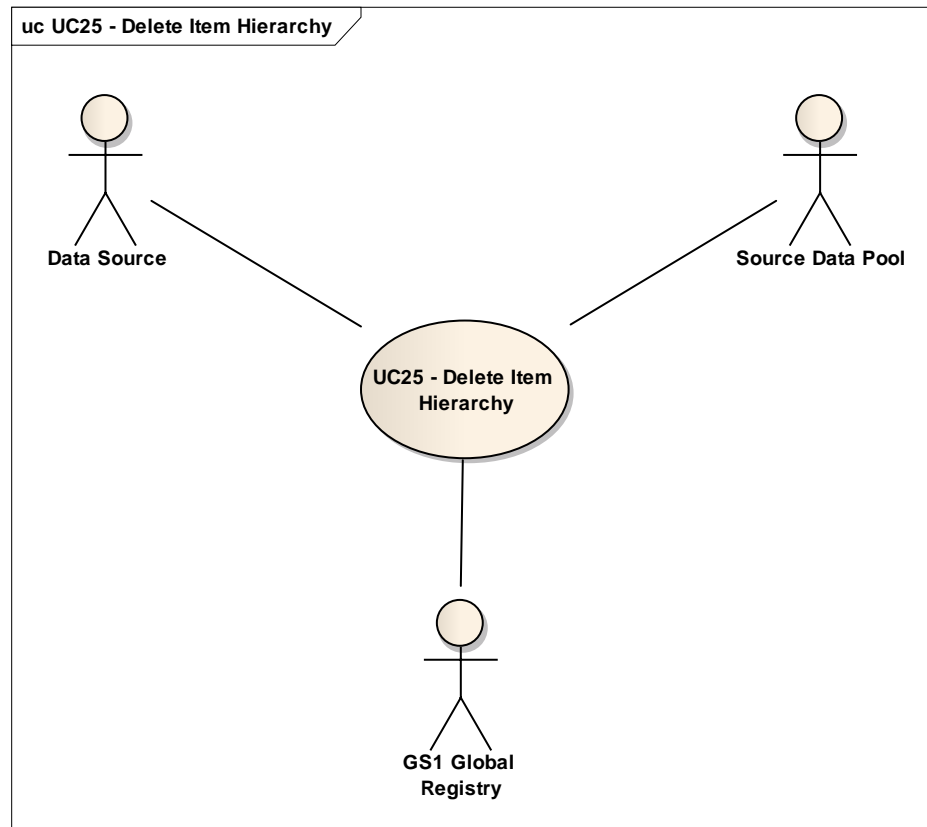 uc UC25 - Delete Item Hierarchy
Data Source
Source Data Pool
UC25 - Delete Item
Hierarchy
GS1 Global
Registry